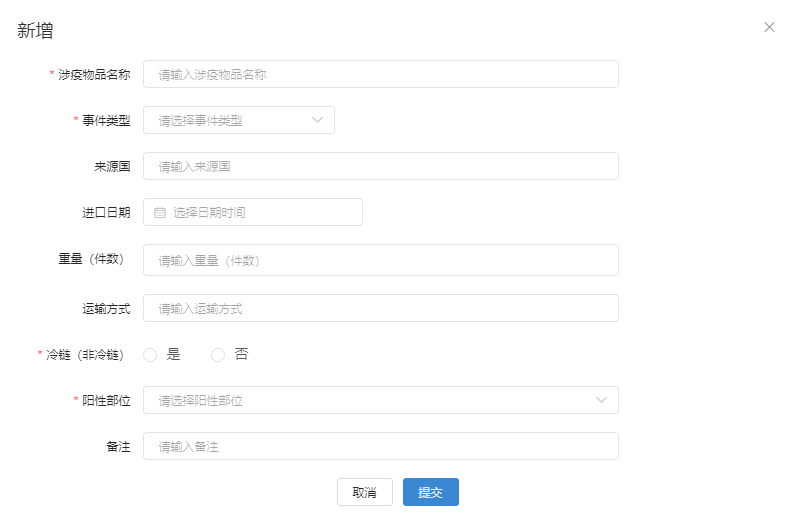 新增
* 涉疫物品名称 请输入涉疫物品名称
* 事件类型 请选择事件类型
来源国 请输入来源国
进口日期 选择日期时间
重量（件数） 请输入重量（件数）
运输方式 请输入运输方式
* 冷链（非冷链） 是 否
* 阳性部位 请选择阳性部位
备注 请输入备注
取消 提交